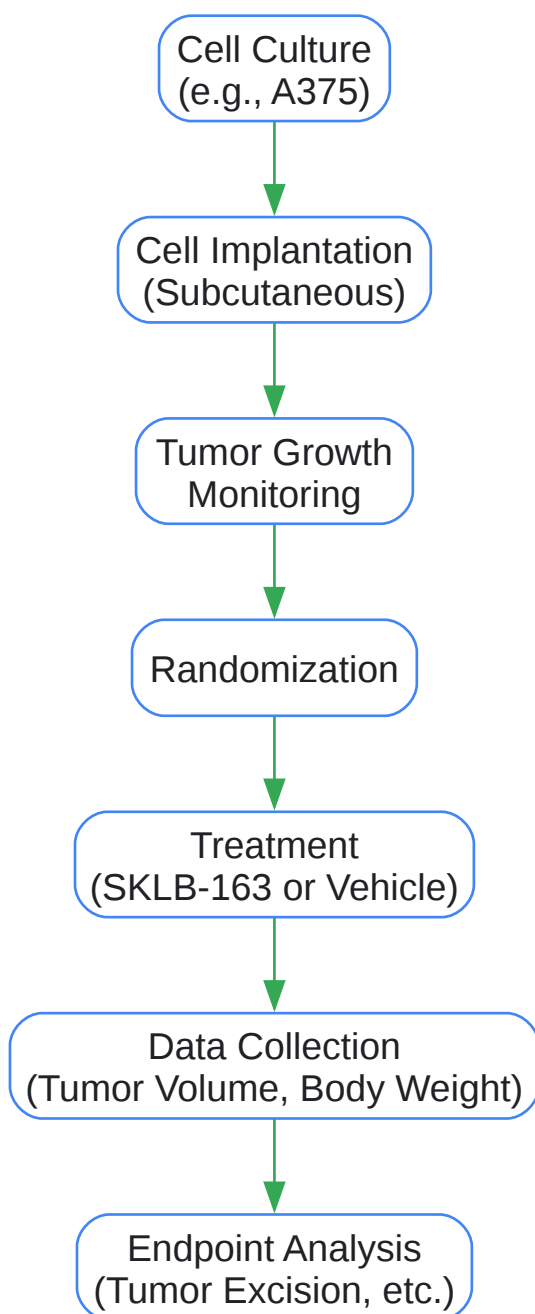 Cell Culture
(e.g., A375)
Cell Implantation
(Subcutaneous)
Tumor Growth
Monitoring
Randomization
Treatment
(SKLB-163 or Vehicle)
Data Collection
(Tumor Volume, Body Weight)
Endpoint Analysis
(Tumor Excision, etc.)